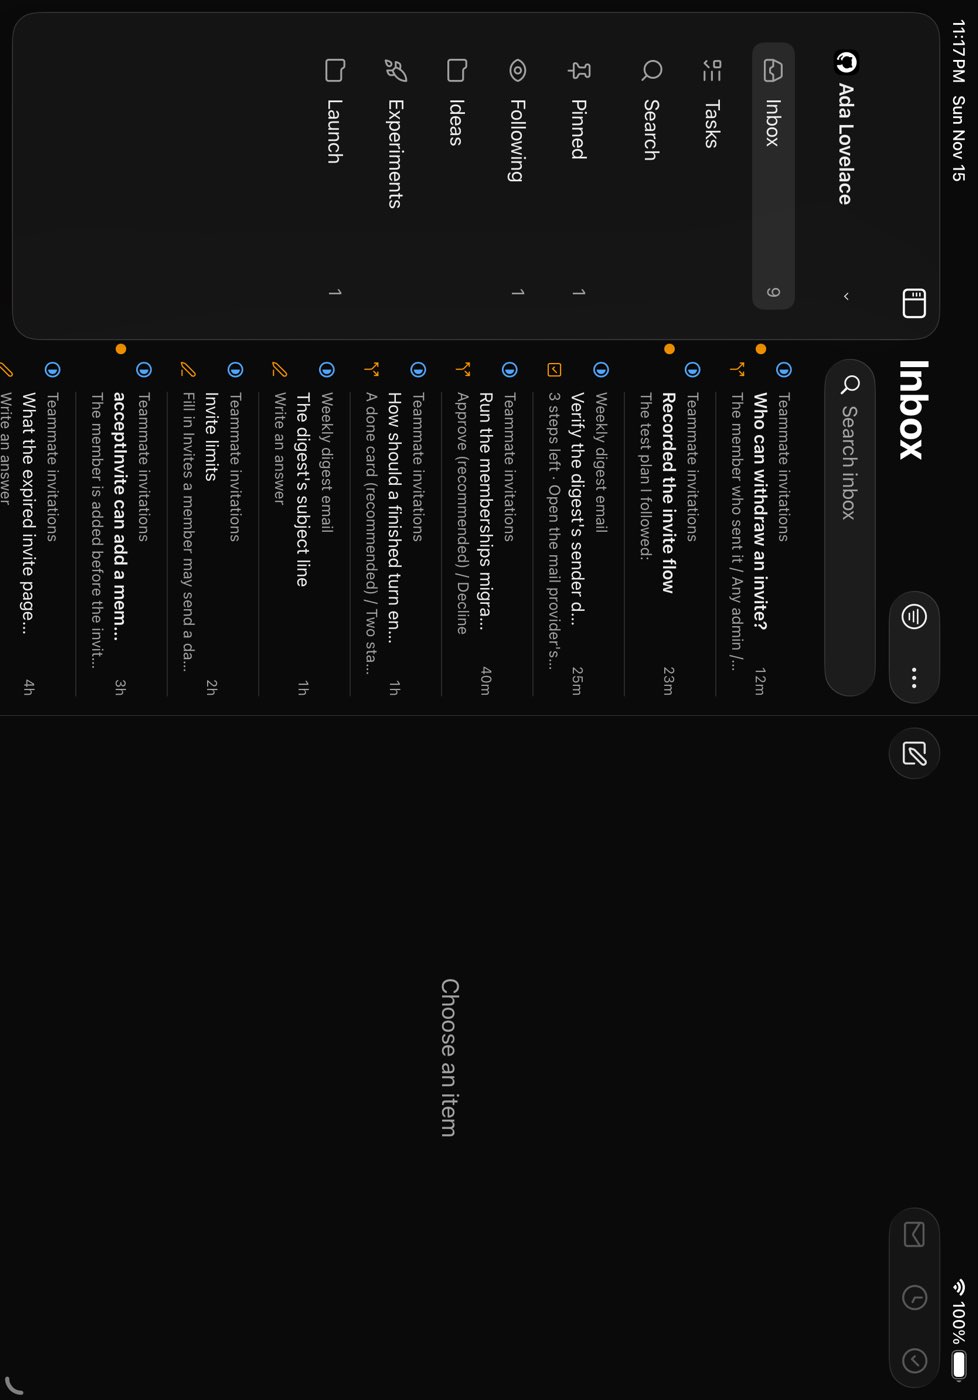 11:17 PM Sun Nov 15
100%
Ada Lovelace
Inbox 9
Tasks
Search
Pinned 1
Following 1
Ideas
Experiments
Launch 1
Inbox
Search inbox
Teammate invitations
Who can withdraw an invite? 12m
The member who sent it / Any admin /...
Teammate invitations
Recorded the invite flow 23m
The test plan I followed:
Weekly digest email
Verify the digest's sender d... 25m
3 steps left · Open the mail provider's...
Teammate invitations
Run the memberships migra... 40m
Approve (recommended) / Decline
Teammate invitations
How should a finished turn en... 1h
A done card (recommended) / Two sta...
Weekly digest email
The digest's subject line 1h
Write an answer
Teammate invitations
Invite limits 2h
Fill in Invites a member may send a da...
Teammate invitations
acceptInvite can add a mem... 3h
The member is added before the invit...
Teammate invitations
What the expired invite page... 4h
Write an answer
Choose an item